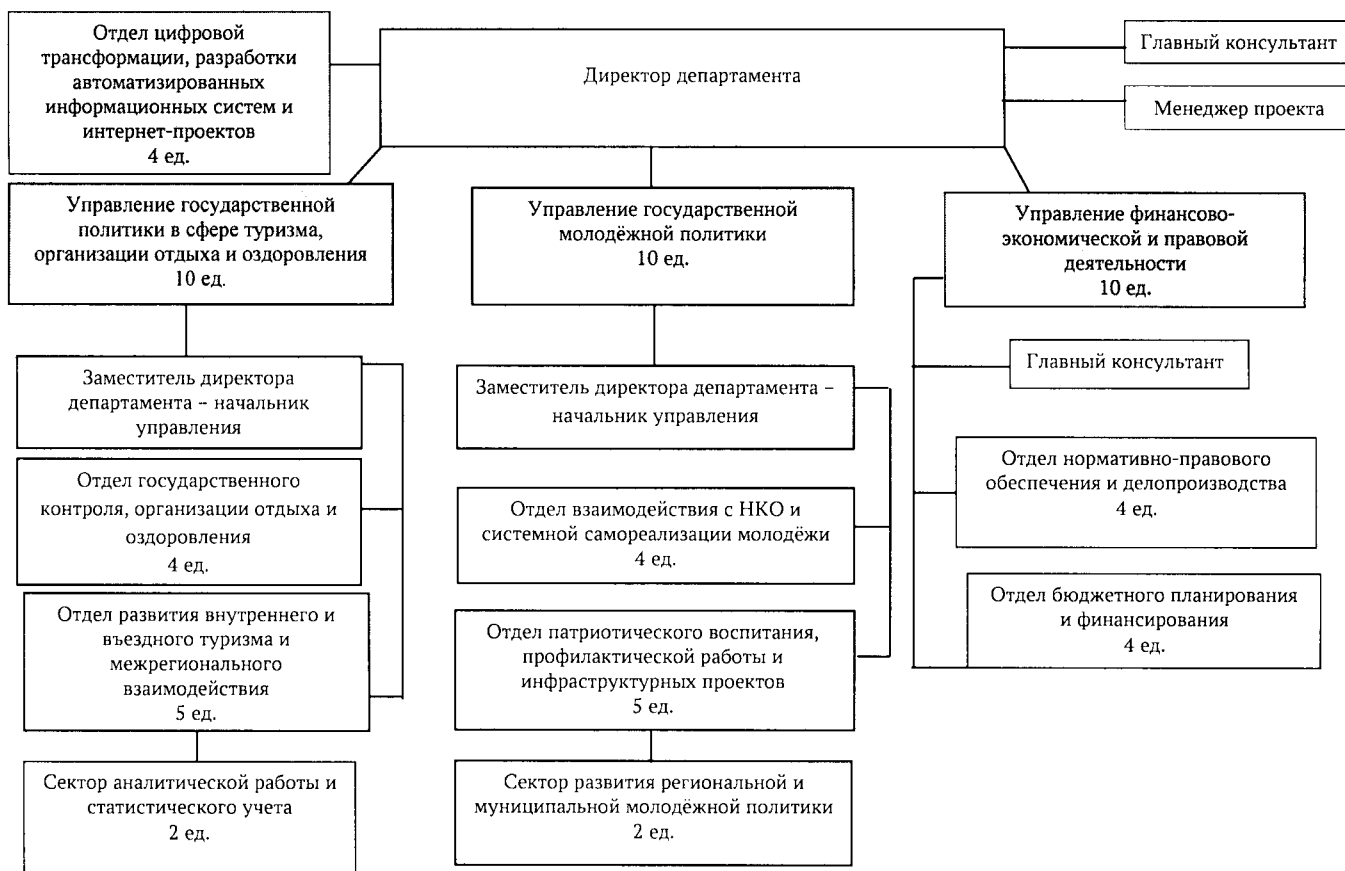 Отдел цифровой
трансформации, разработки
автоматизированных
информационных систем и
интернет-проектов
4 ед.
Директор департамента
Главный консультант
Менеджер проекта
Управление государственной
политики в сфере туризма,
организации отдыха и оздоровления
10 ед.
Управление государственной
молодёжной политики
10 ед.
Управление финансово-
экономической и правовой
деятельности
10 ед.
Заместитель директора
департамента – начальник
управления
Отдел государственного
контроля, организации отдыха и
оздоровления
4 ед.
Отдел развития внутреннего и
въездного туризма и
межрегионального
взаимодействия
5 ед.
Сектор аналитической работы и
статистического учета
2 ед.
Заместитель директора департамента –
начальник управления
Отдел взаимодействия с НКО и
системной самореализации молодёжи
4 ед.
Отдел патриотического воспитания,
профилактической работы и
инфраструктурных проектов
5 ед.
Сектор развития региональной и
муниципальной молодёжной политики
2 ед.
Главный консультант
Отдел нормативно-правового
обеспечения и делопроизводства
4 ед.
Отдел бюджетного планирования
и финансирования
4 ед.